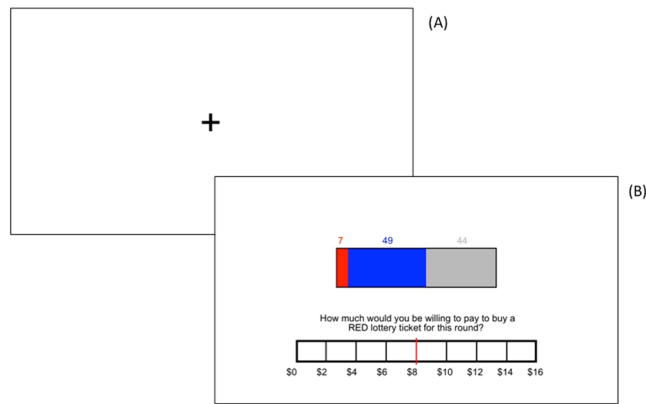 (A)
+
(B)
7 49 44
How much would you be willing to pay to buy a
RED lottery ticket for this round?
$0 $2 $4 $6 $8 $10 $12 $14 $16